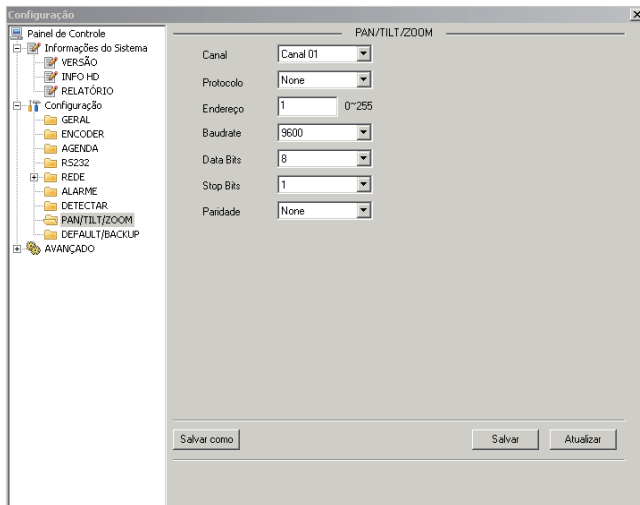 Configuração
Painel de Controle
Informações do Sistema
VERSÃO
INFO HD
RELATÓRIO
Configuração
GERAL
ENCODER
AGENDA
RS232
REDE
ALARME
DETECTAR
PAN/TILT/ZOOM
DEFAULT/BACKUP
AVANÇADO
PAN/TILT/ZOOM
Canal Canal 01
Protocolo None
Endereço 1 0~255
Baudrate 9600
Data Bits 8
Stop Bits 1
Paridade None
Salvar como Salvar Atualizar